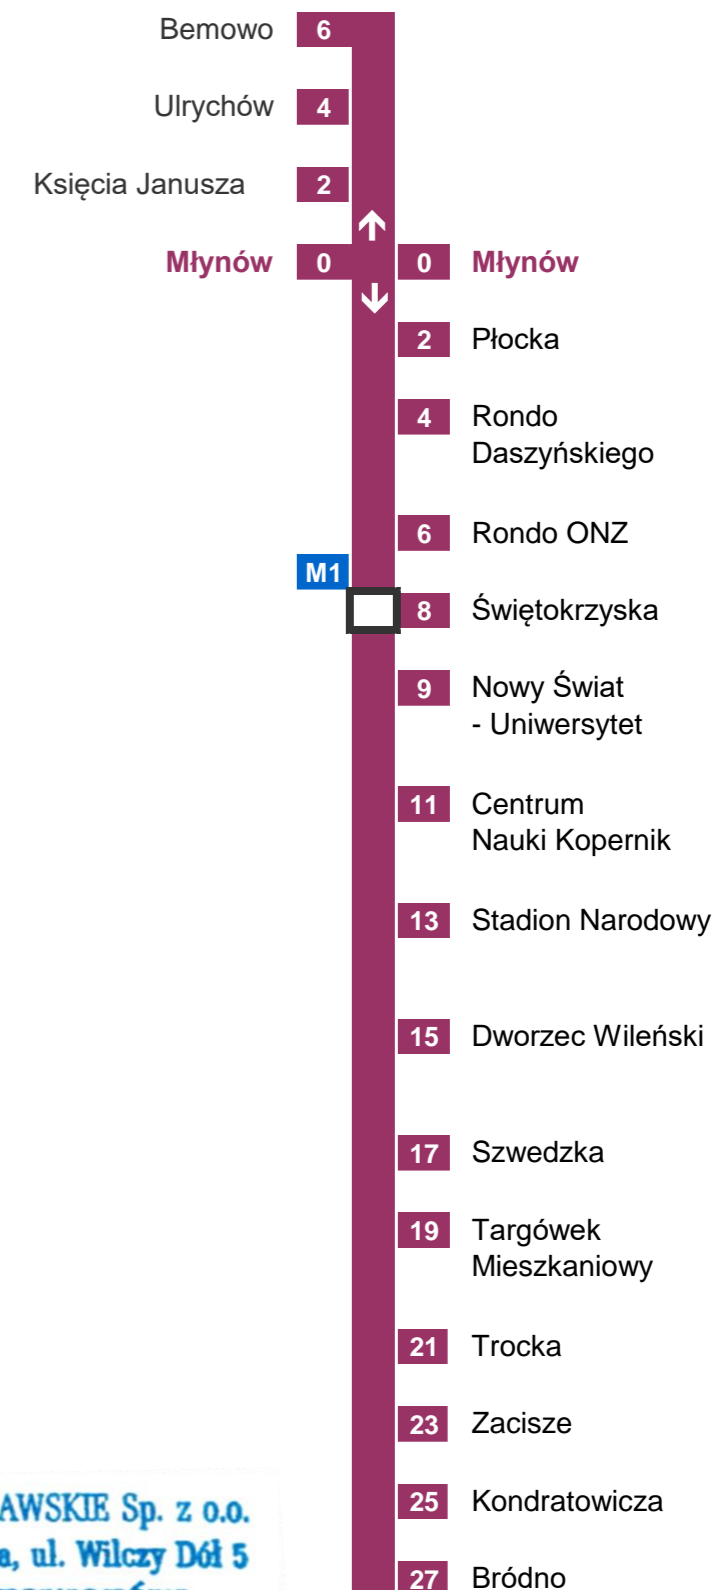 Bemowo 6
Ulrychów 4
Księcia Janusza 2
Młynów 0 0 Młynów
2 Płocka
4 Rondo
Daszyńskiego
6 Rondo ONZ
M1
8 Świętokrzyska
9 Nowy Świat
- Uniwersytet
11 Centrum
Nauki Kopernik
13 Stadion Narodowy
15 Dworzec Wileński
17 Szwedzka
19 Targówek
Mieszkaniowy
21 Trocka
23 Zacisze
25 Kondratowicza
27 Bródno
AWSKIE Sp. z o.o.
a, ul. Wilczy Dół 5